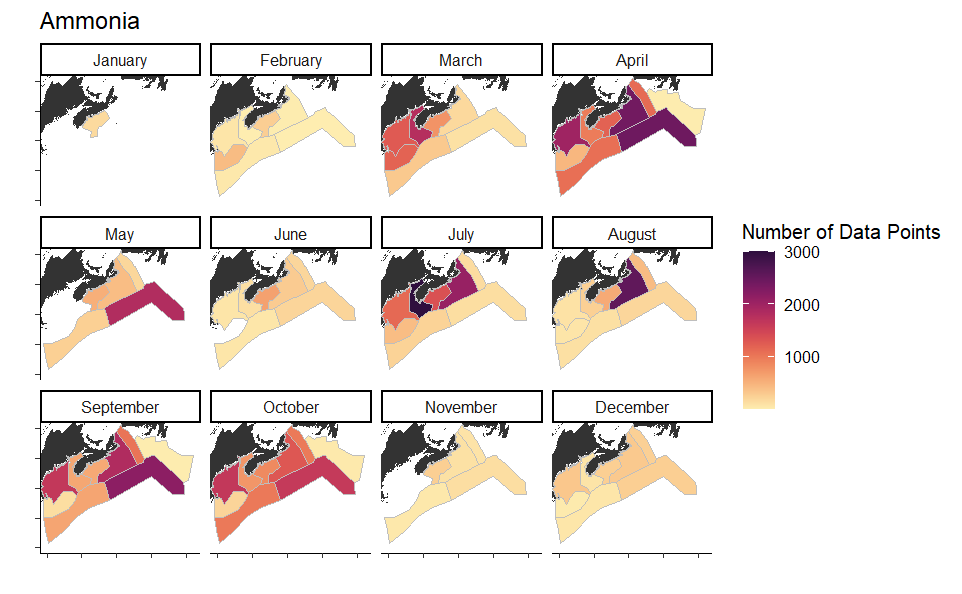 Ammonia
January
February
March
April
May
June
July
August
September
October
November
December
Number of Data Points
3000
2000
1000